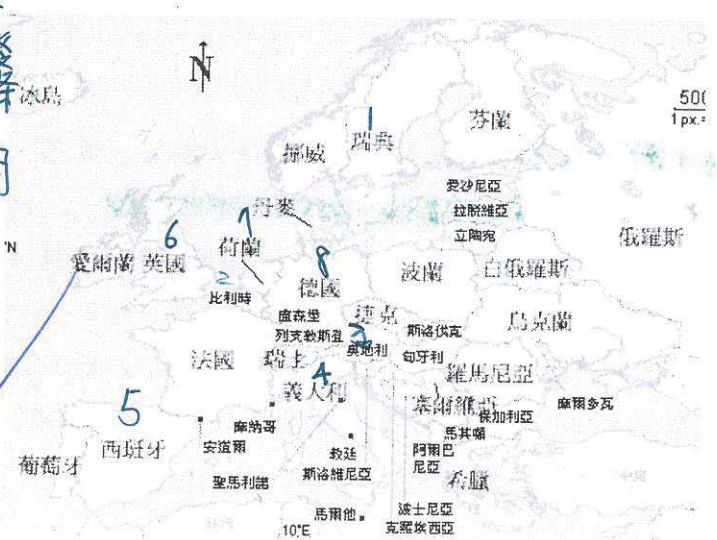 N
冰島
500
1 px.=
1
芬蘭
瑞典
挪威
愛沙尼亞
拉脫維亞
立陶宛
丹麥
俄羅斯
'N
6
7
荷蘭
愛爾蘭 英國
8
2
比利時
德國
波蘭
白俄羅斯
盧森堡
捷克
烏克蘭
列支敦斯登
斯洛伐克
奧地利
匈牙利
法國
瑞士
4
義大利
羅馬尼亞
塞爾維亞
保加利亞
摩爾多瓦
5
西班牙
葡萄牙
安道爾
摩納哥
馬其頓
阿爾巴
尼亞
梵廷
斯洛維尼亞
聖馬利諾
希臘
馬爾他
波士尼亞
克羅埃西亞
10°E